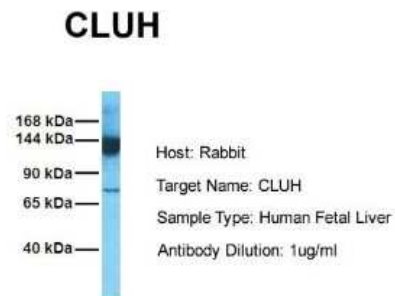 CLUH
168 kDa
144 kDa
90 kDa
65 kDa
40 kDa
Host: Rabbit
Target Name: CLUH
Sample Type: Human Fetal Liver
Antibody Dilution: 1ug/ml